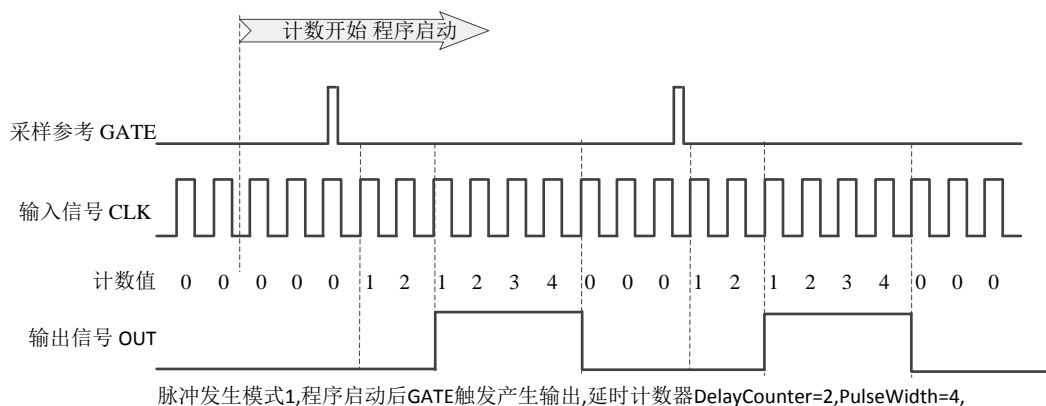 计数开始 程序启动
采样参考 GATE
输入信号 CLK
计数值 0 0 0 0 0 1 2 1 2 3 4 0 0 0 1 2 1 2 3 4 0 0 0
输出信号 OUT
脉冲发生模式1,程序启动后GATE触发产生输出,延时计数器DelayCounter=2,PulseWidth=4,